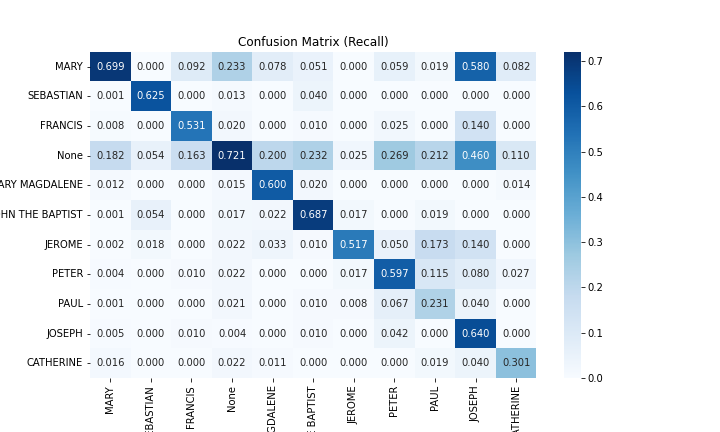 Confusion Matrix (Recall)
MARY 0.699 0.000 0.092 0.233 0.078 0.051 0.000 0.059 0.019 0.580 0.082
SEBASTIAN 0.001 0.625 0.000 0.013 0.000 0.040 0.000 0.000 0.000 0.000 0.000
FRANCIS 0.008 0.000 0.531 0.020 0.000 0.010 0.000 0.025 0.000 0.140 0.000
None 0.182 0.054 0.163 0.721 0.200 0.232 0.025 0.269 0.212 0.460 0.110
ARY MAGDALENE 0.012 0.000 0.000 0.015 0.600 0.020 0.000 0.000 0.000 0.000 0.014
HN THE BAPTIST 0.001 0.054 0.000 0.017 0.022 0.687 0.017 0.000 0.019 0.000 0.000
JEROME 0.002 0.018 0.000 0.022 0.033 0.010 0.517 0.050 0.173 0.140 0.000
PETER 0.004 0.000 0.010 0.022 0.000 0.000 0.017 0.597 0.115 0.080 0.027
PAUL 0.001 0.000 0.000 0.021 0.000 0.010 0.008 0.067 0.231 0.040 0.000
JOSEPH 0.005 0.000 0.010 0.004 0.000 0.010 0.000 0.042 0.000 0.640 0.000
CATHERINE 0.016 0.000 0.000 0.022 0.011 0.000 0.000 0.000 0.019 0.040 0.301
MARY
EBASTIAN
FRANCIS
None
GDALENE
E BAPTIST
JEROME
PETER
PAUL
JOSEPH
ATHERINE
0.7
0.6
0.5
0.4
0.3
0.2
0.1
0.0